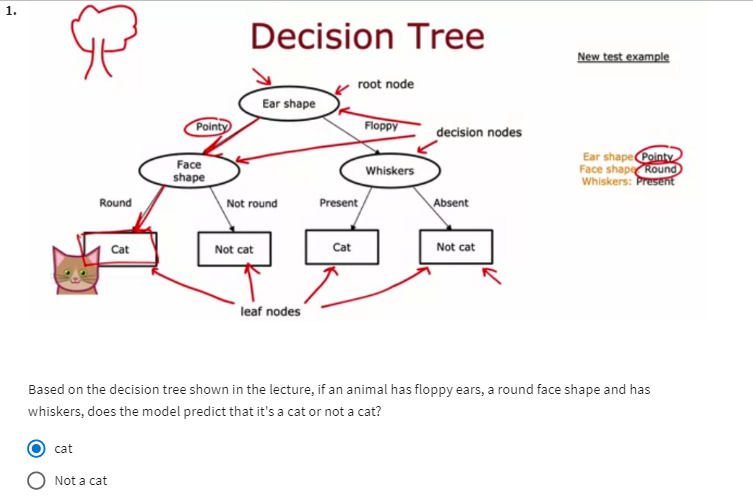 1.
Decision Tree
New test example
root node
Ear shape
Pointy
Floppy
decision nodes
Ear shape: Pointy
Face shape: Round
Whiskers: Present
Face
shape
Whiskers
Round
Not round
Present
Absent
Cat
Not cat
Cat
Not cat
leaf nodes
Based on the decision tree shown in the lecture, if an animal has floppy ears, a round face shape and has
whiskers, does the model predict that it's a cat or not a cat?
cat
Not a cat